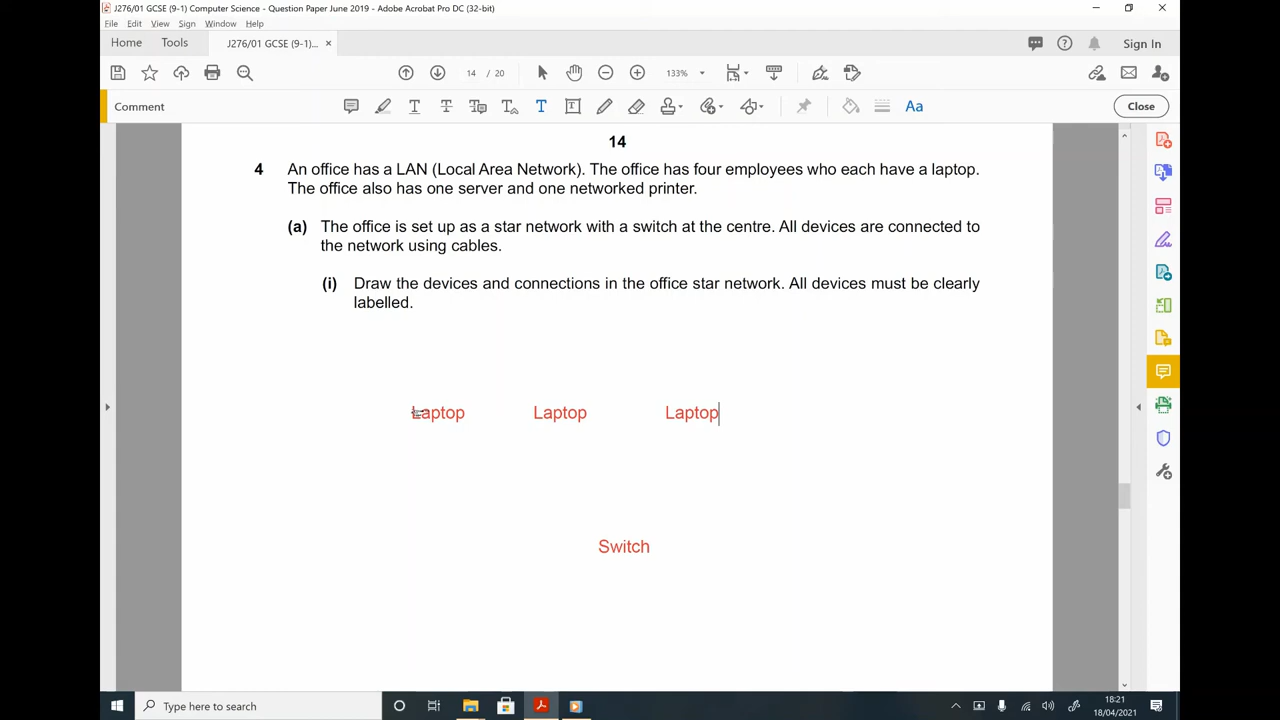 J276/01 GCSE (9-1) Computer Science - Question Paper June 2019 - Adobe Acrobat Pro DC (32-bit)
File Edit View Sign Window Help
Home Tools J276/01 GCSE (9-1)... × Sign In
14 / 20 133%
Comment Aa Close
14
4 An office has a LAN (Local Area Network). The office has four employees who each have a laptop.
The office also has one server and one networked printer.
(a) The office is set up as a star network with a switch at the centre. All devices are connected to
the network using cables.
(i) Draw the devices and connections in the office star network. All devices must be clearly
labelled.
Laptop Laptop Laptop
Switch
Type here to search
18:21
18/04/2021